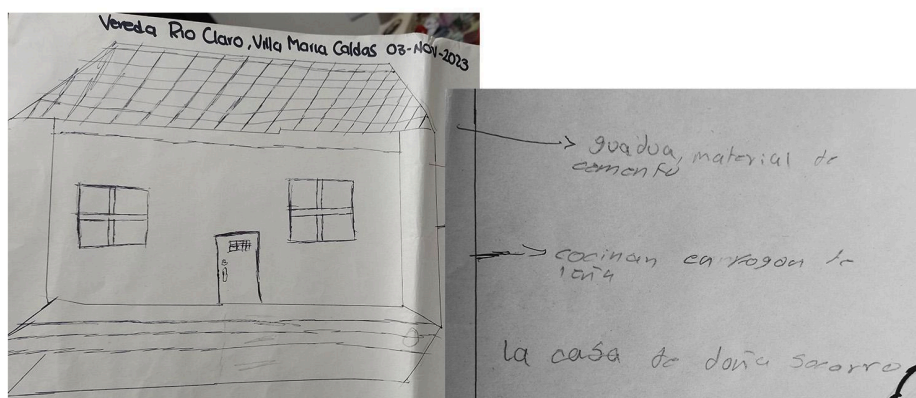 Vereda Rio Claro, Villa Maria Caldas 03-NOV-2023
guadua, material de
cemento
cocinan en fogon de
leña
la casa de doña socorro